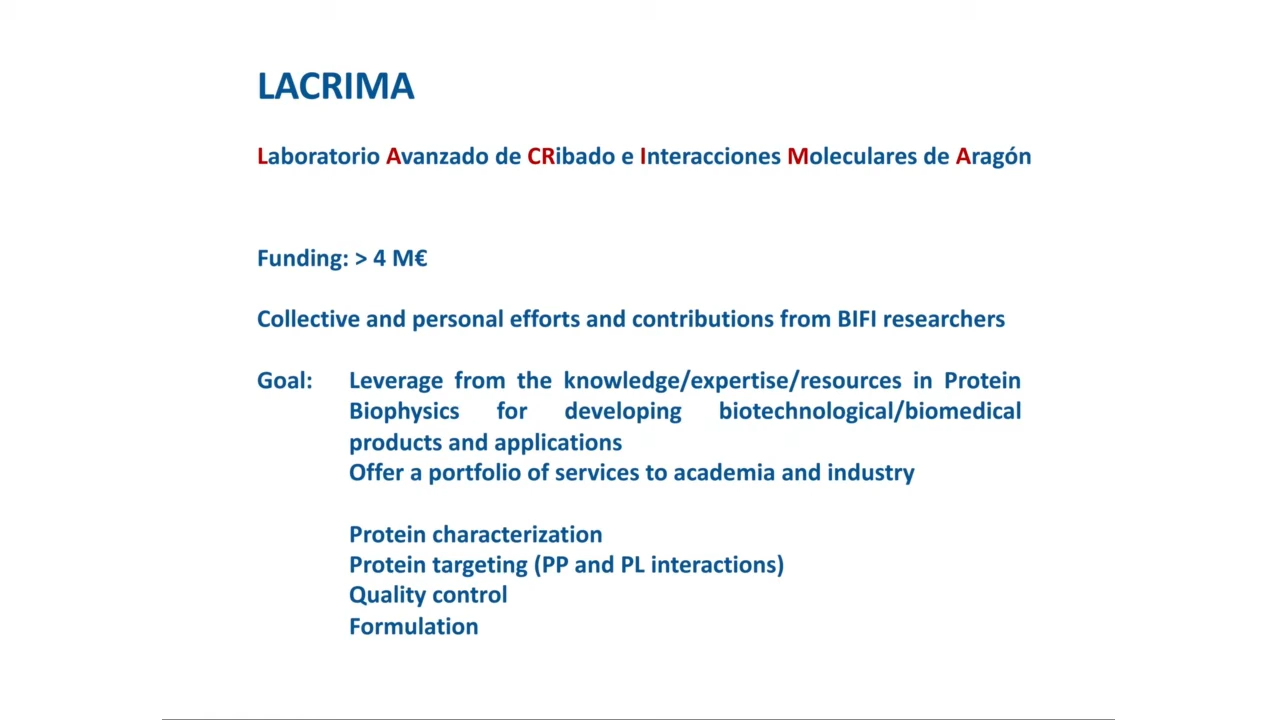 LACRIMA
Laboratorio Avanzado de CRibado e Interacciones Moleculares de Aragón
Funding: > 4 M€
Collective and personal efforts and contributions from BIFI researchers
Goal: Leverage from the knowledge/expertise/resources in Protein
Biophysics for developing biotechnological/biomedical
products and applications
Offer a portfolio of services to academia and industry
Protein characterization
Protein targeting (PP and PL interactions)
Quality control
Formulation